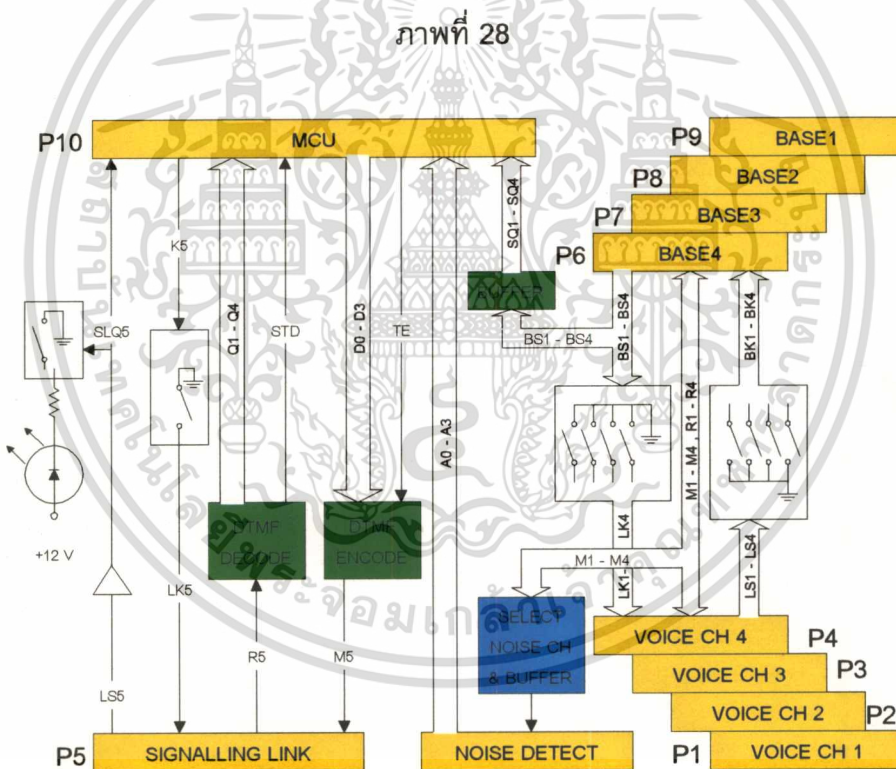 ภาพที่ 28
P10
MCU
P9
BASE1
P8
BASE2
P7
BASE3
P6
BASE4
K5
SLQ5
Q1 - Q4
STD
D0 - D3
TE
A0 - A3
SQ1 - SQ4
BUFFER
BS1 - BS4
BS1 - BS4
M1 - M4 , R1 - R4
BK1 - BK4
+12 V
DTMF
DECODE
DTMF
ENCODE
LK5
LS5
R5
M5
LK1-
LK4
M1 - M4
LS1 - LS4
SELECT
NOISE CH
& BUFFER
VOICE CH 4
P4
VOICE CH 3
P3
VOICE CH 2
P2
P5
SIGNALLING LINK
NOISE DETECT
P1
VOICE CH 1